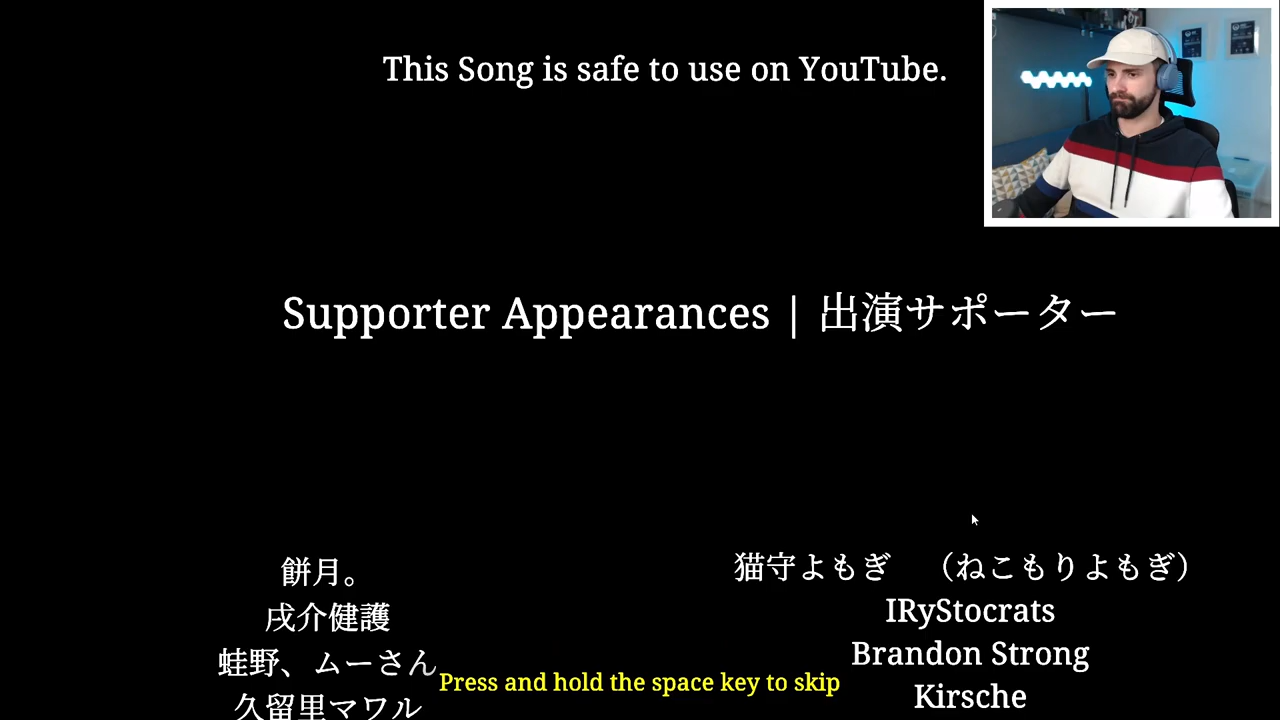 This Song is safe to use on YouTube.
Supporter Appearances | 出演サポーター
餅月。
戌介健護
蛙野、ムーさん
久留里マワル
猫守よもぎ　（ねこもりよもぎ）
IRyStocrats
Brandon Strong
Kirsche
Press and hold the space key to skip